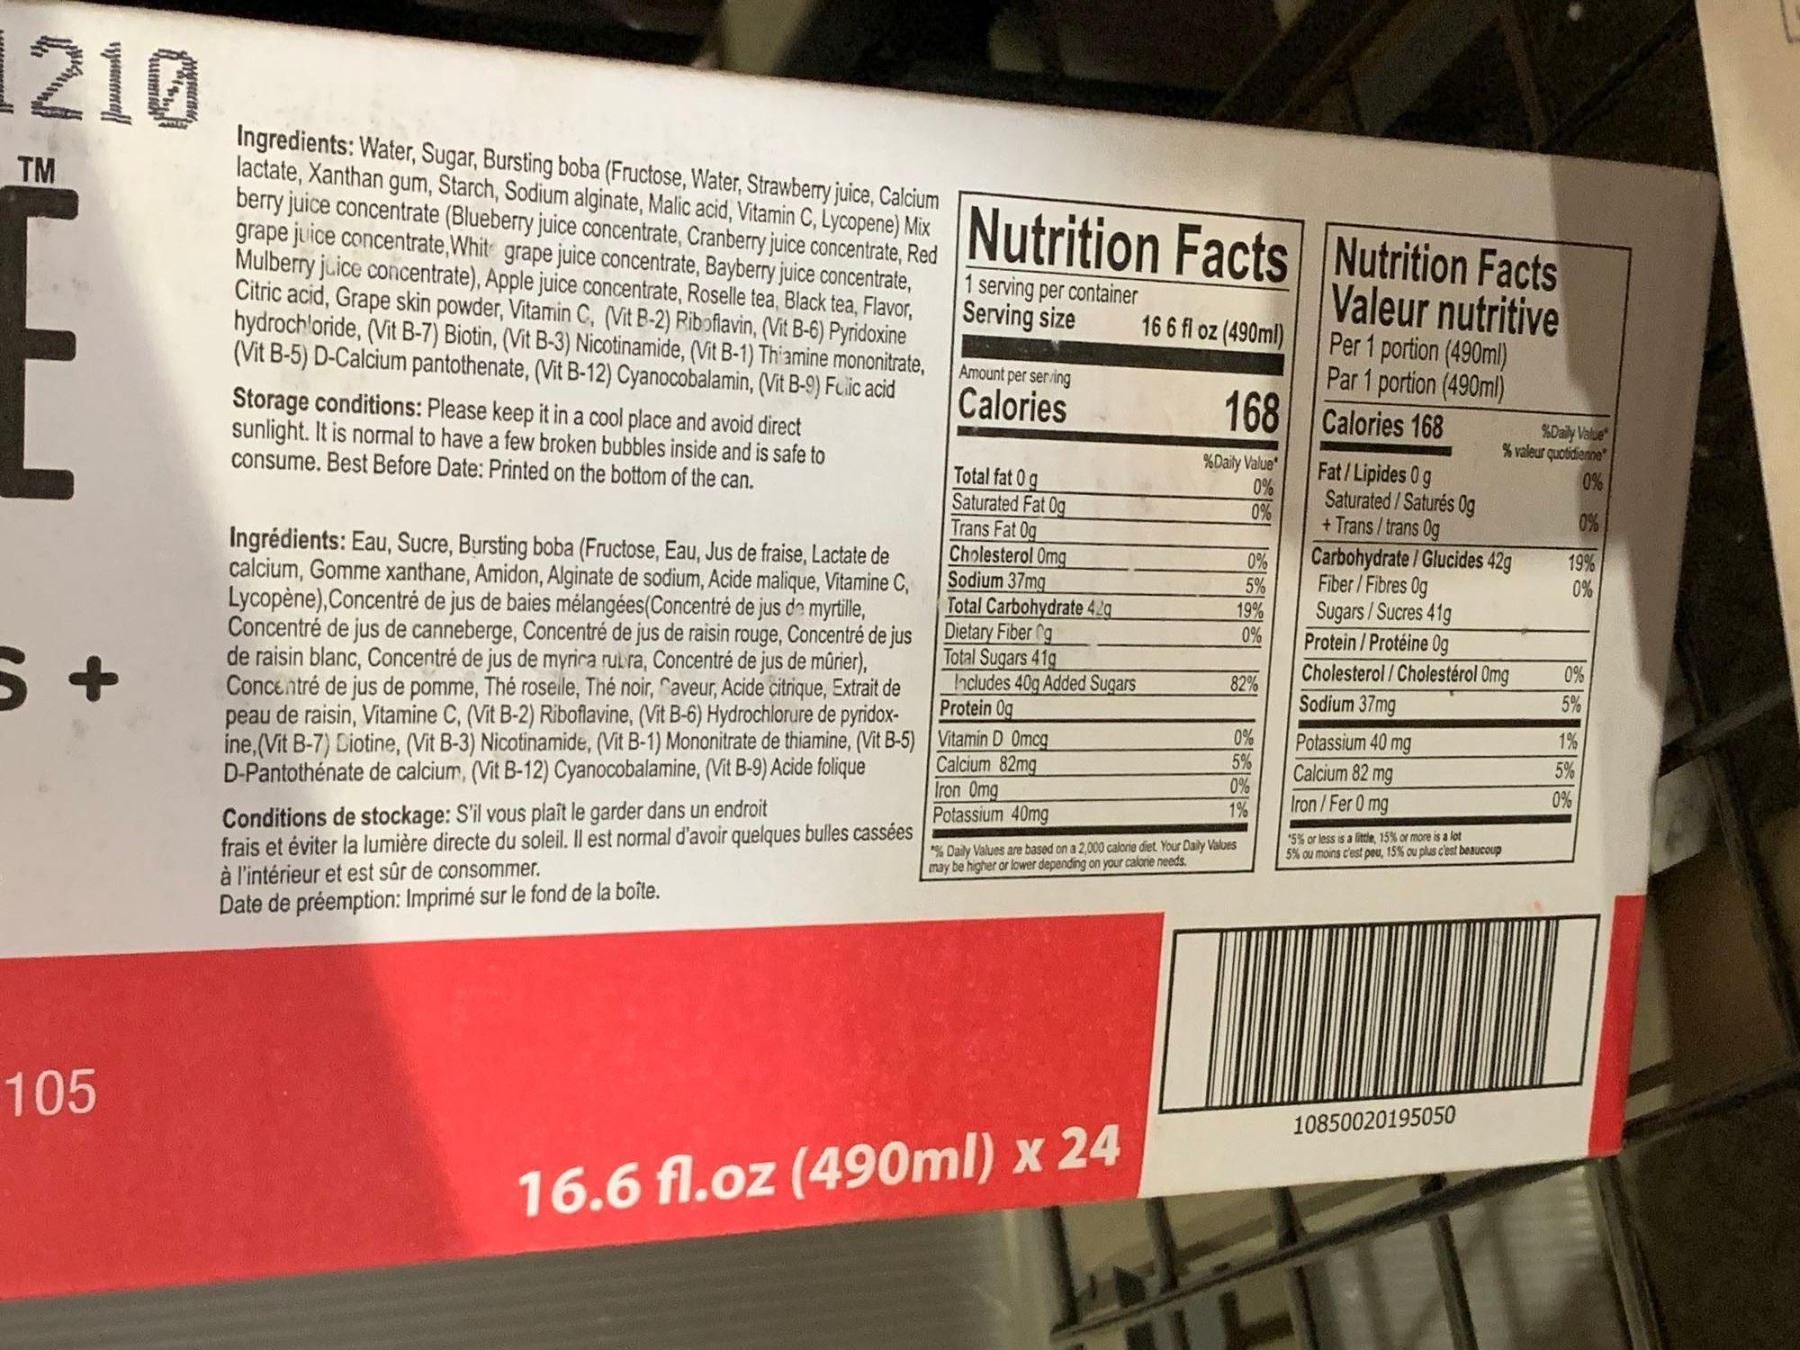 210
TM
E
S +
105
Ingredients: Water, Sugar, Bursting boba (Fructose, Water, Strawberry juice, Calcium
lactate, Xanthan gum, Starch, Sodium alginate, Malic acid, Vitamin C, Lycopene) Mix
berry juice concentrate (Blueberry juice concentrate, Cranberry juice concentrate, Red
grape juice concentrate,White grape juice concentrate, Bayberry juice concentrate,
Mulberry juice concentrate), Apple juice concentrate, Roselle tea, Black tea, Flavor,
Citric acid, Grape skin powder, Vitamin C, (Vit B-2) Riboflavin, (Vit B-6) Pyridoxine
hydrochloride, (Vit B-7) Biotin, (Vit B-3) Nicotinamide, (Vit B-1) Thiamine mononitrate,
(Vit B-5) D-Calcium pantothenate, (Vit B-12) Cyanocobalamin, (Vit B-9) Folic acid
Storage conditions: Please keep it in a cool place and avoid direct
sunlight. It is normal to have a few broken bubbles inside and is safe to
consume. Best Before Date: Printed on the bottom of the can.
Ingrédients: Eau, Sucre, Bursting boba (Fructose, Eau, Jus de fraise, Lactate de
calcium, Gomme xanthane, Amidon, Alginate de sodium, Acide malique, Vitamine C,
Lycopène),Concentré de jus de baies mélangées(Concentré de jus de myrtille,
Concentré de jus de canneberge, Concentré de jus de raisin rouge, Concentré de jus
de raisin blanc, Concentré de jus de myrica rubra, Concentré de jus de mûrier),
Concentré de jus de pomme, Thé roselle, Thé noir, Saveur, Acide citrique, Extrait de
peau de raisin, Vitamine C, (Vit B-2) Riboflavine, (Vit B-6) Hydrochlorure de pyridox-
ine,(Vit B-7) Biotine, (Vit B-3) Nicotinamide, (Vit B-1) Mononitrate de thiamine, (Vit B-5)
D-Pantothénate de calcium, (Vit B-12) Cyanocobalamine, (Vit B-9) Acide folique
Conditions de stockage: S'il vous plaît le garder dans un endroit
frais et éviter la lumière directe du soleil. Il est normal d'avoir quelques bulles cassées
à l'intérieur et est sûr de consommer.
Date de préemption: Imprimé sur le fond de la boîte.
Nutrition Facts
1 serving per container
Serving size 16 6 fl oz (490ml)
Amount per serving
Calories 168
%Daily Value*
Total fat 0 g 0%
Saturated Fat 0g 0%
Trans Fat 0g
Cholesterol 0mg 0%
Sodium 37mg 5%
Total Carbohydrate 42g 19%
Dietary Fiber 0g 0%
Total Sugars 41g
Includes 40g Added Sugars 82%
Protein 0g
Vitamin D 0mcg 0%
Calcium 82mg 5%
Iron 0mg 0%
Potassium 40mg 1%
*% Daily Values are based on a 2,000 calorie diet. Your Daily Values
may be higher or lower depending on your calorie needs.
Nutrition Facts
Valeur nutritive
Per 1 portion (490ml)
Par 1 portion (490ml)
Calories 168 %Daily Value*
% valeur quotidienne*
Fat / Lipides 0 g 0%
Saturated / Saturés 0g
+ Trans / trans 0g 0%
Carbohydrate / Glucides 42g 19%
Fiber / Fibres 0g 0%
Sugars / Sucres 41g
Protein / Protéine 0g
Cholesterol / Cholestérol 0mg 0%
Sodium 37mg 5%
Potassium 40 mg 1%
Calcium 82 mg 5%
Iron / Fer 0 mg 0%
*5% or less is a little, 15% or more is a lot
5% ou moins c'est peu, 15% ou plus c'est beaucoup
10850020195050
16.6 fl.oz (490ml) x 24